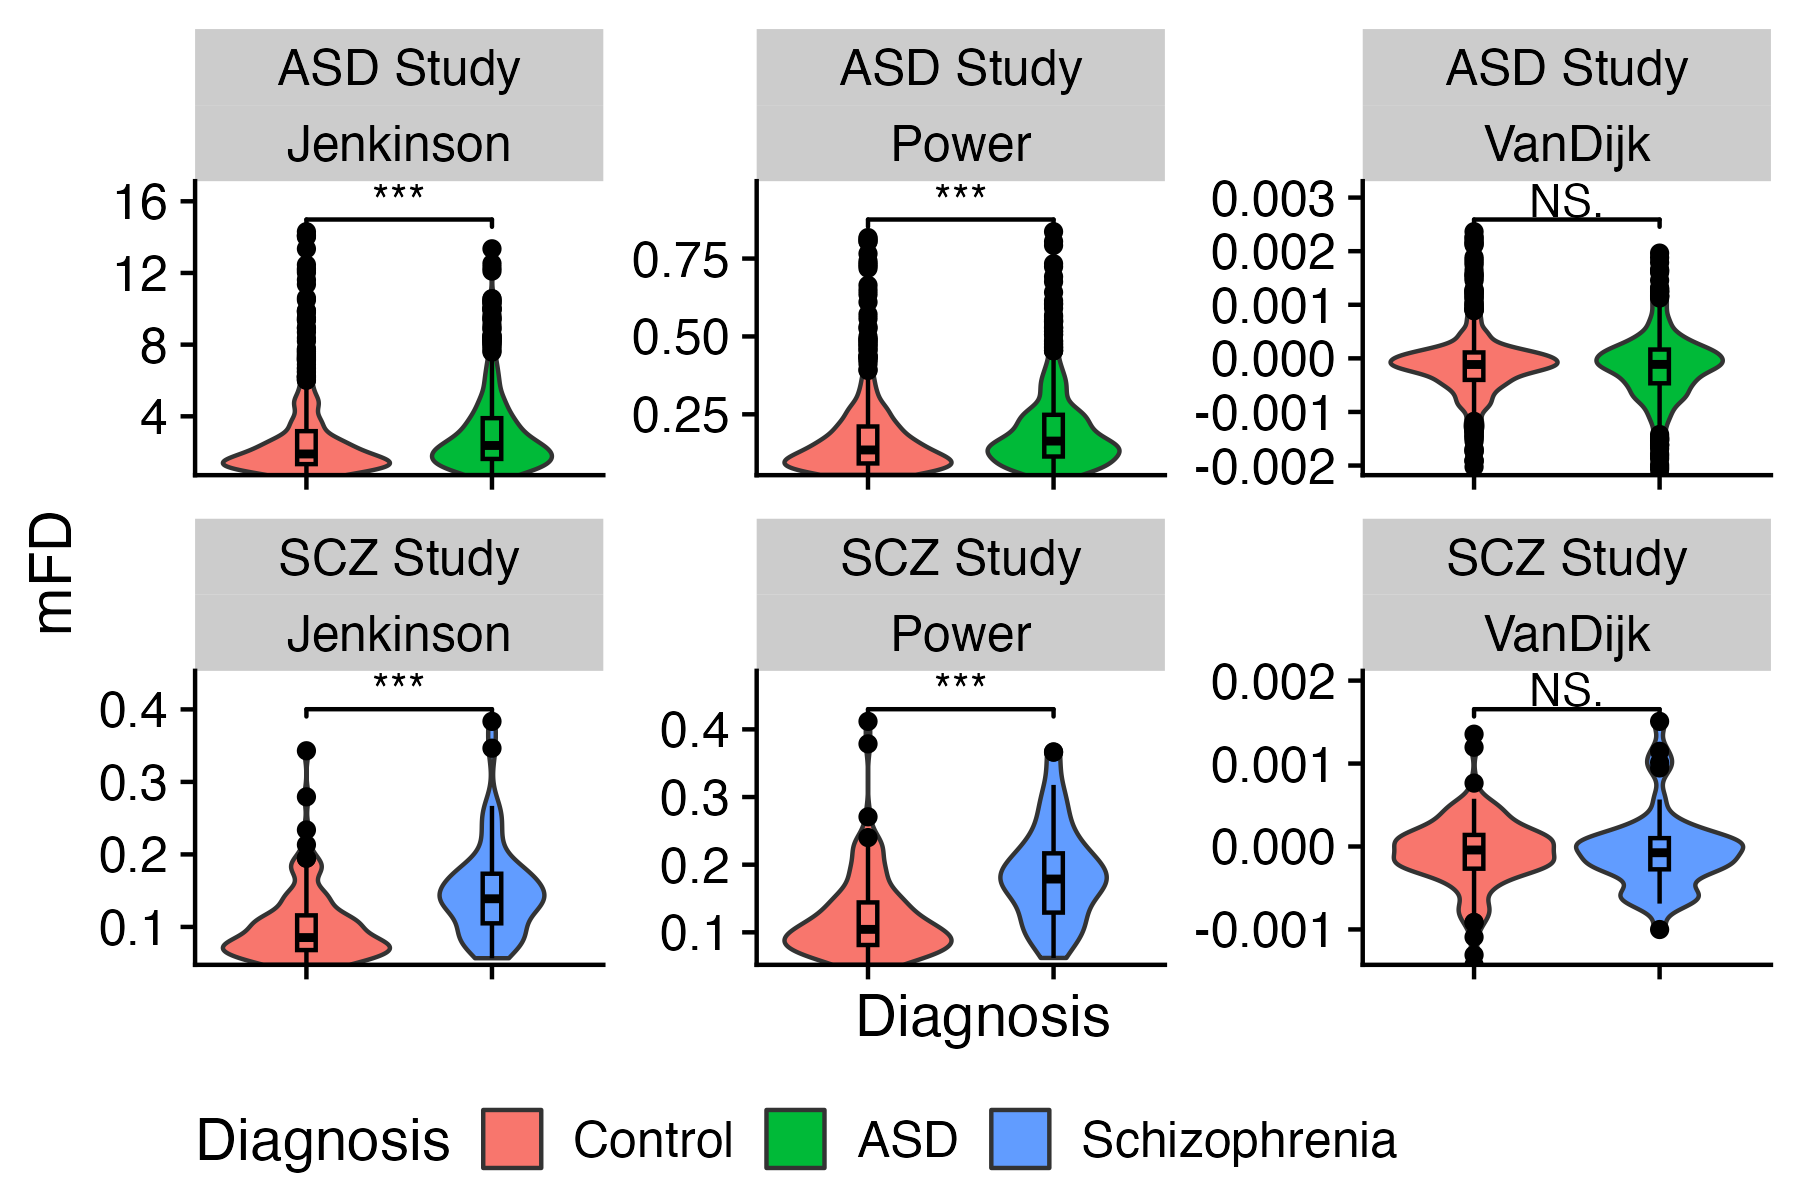 ASD Study
ASD Study
ASD Study
Jenkinson
Power
VanDijk
***
***
NS.
16
12
8
4
0.75
0.50
0.25
0.003
0.002
0.001
0.000
-0.001
-0.002
mFD
SCZ Study
SCZ Study
SCZ Study
Jenkinson
Power
VanDijk
***
***
NS.
0.4
0.3
0.2
0.1
0.4
0.3
0.2
0.1
0.002
0.001
0.000
-0.001
Diagnosis
Diagnosis Control ASD Schizophrenia